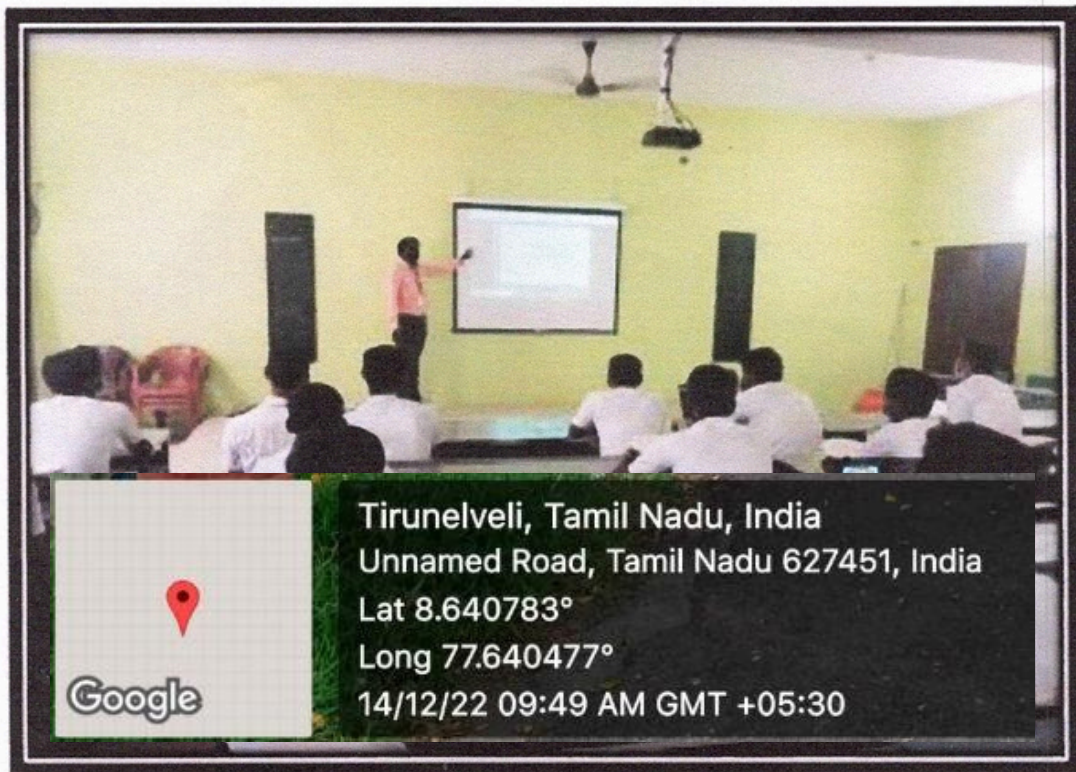 Tirunelveli, Tamil Nadu, India
Unnamed Road, Tamil Nadu 627451, India
Lat 8.640783°
Long 77.640477°
14/12/22 09:49 AM GMT +05:30
Google